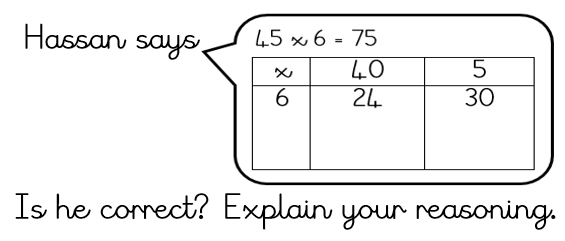 Hassan says
45 x 6 = 75
x 40 5
6 24 30
Is he correct? Explain your reasoning.